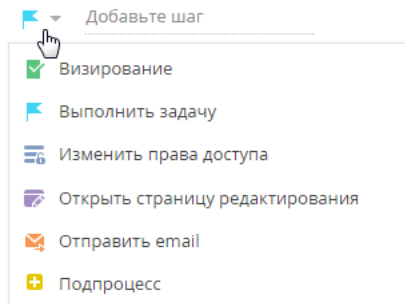 Добавьте шаг
Визирование
Выполнить задачу
Изменить права доступа
Открыть страницу редактирования
Отправить email
Подпроцесс